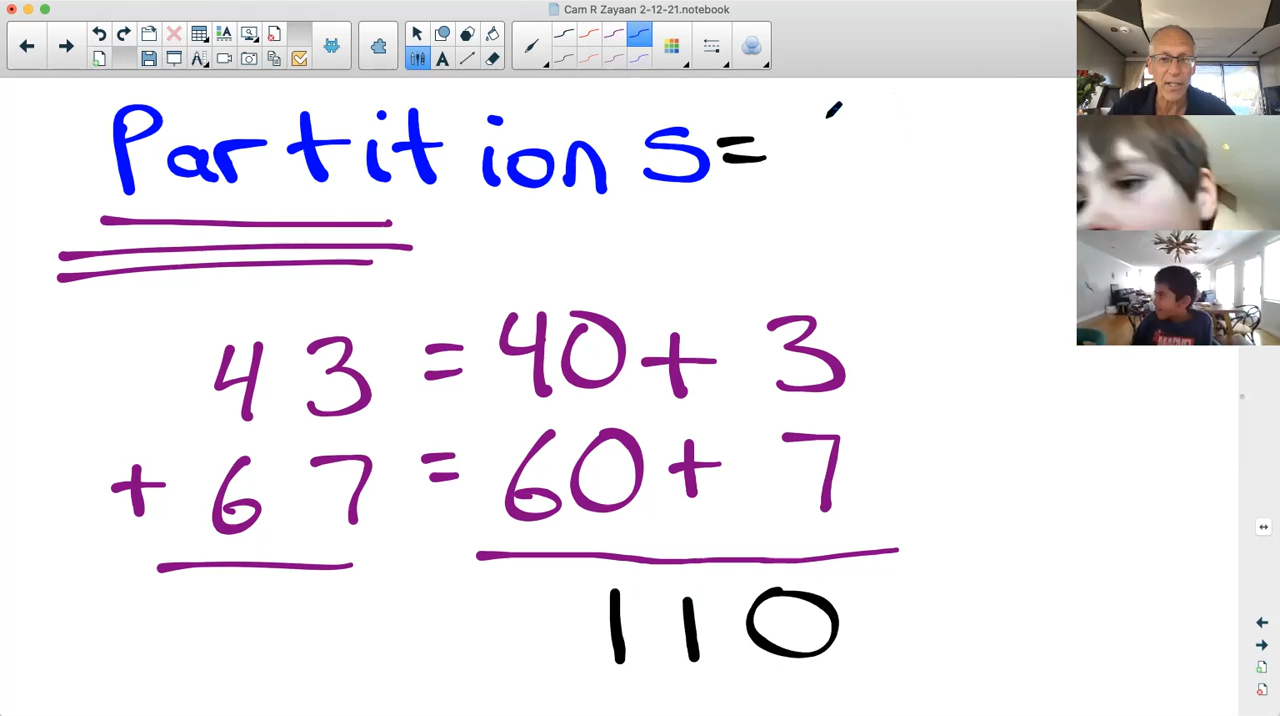 Cam R Zayaan 2-12-21.notebook
Partitions=
43 = 40 + 3
+ 67 = 60 + 7
110